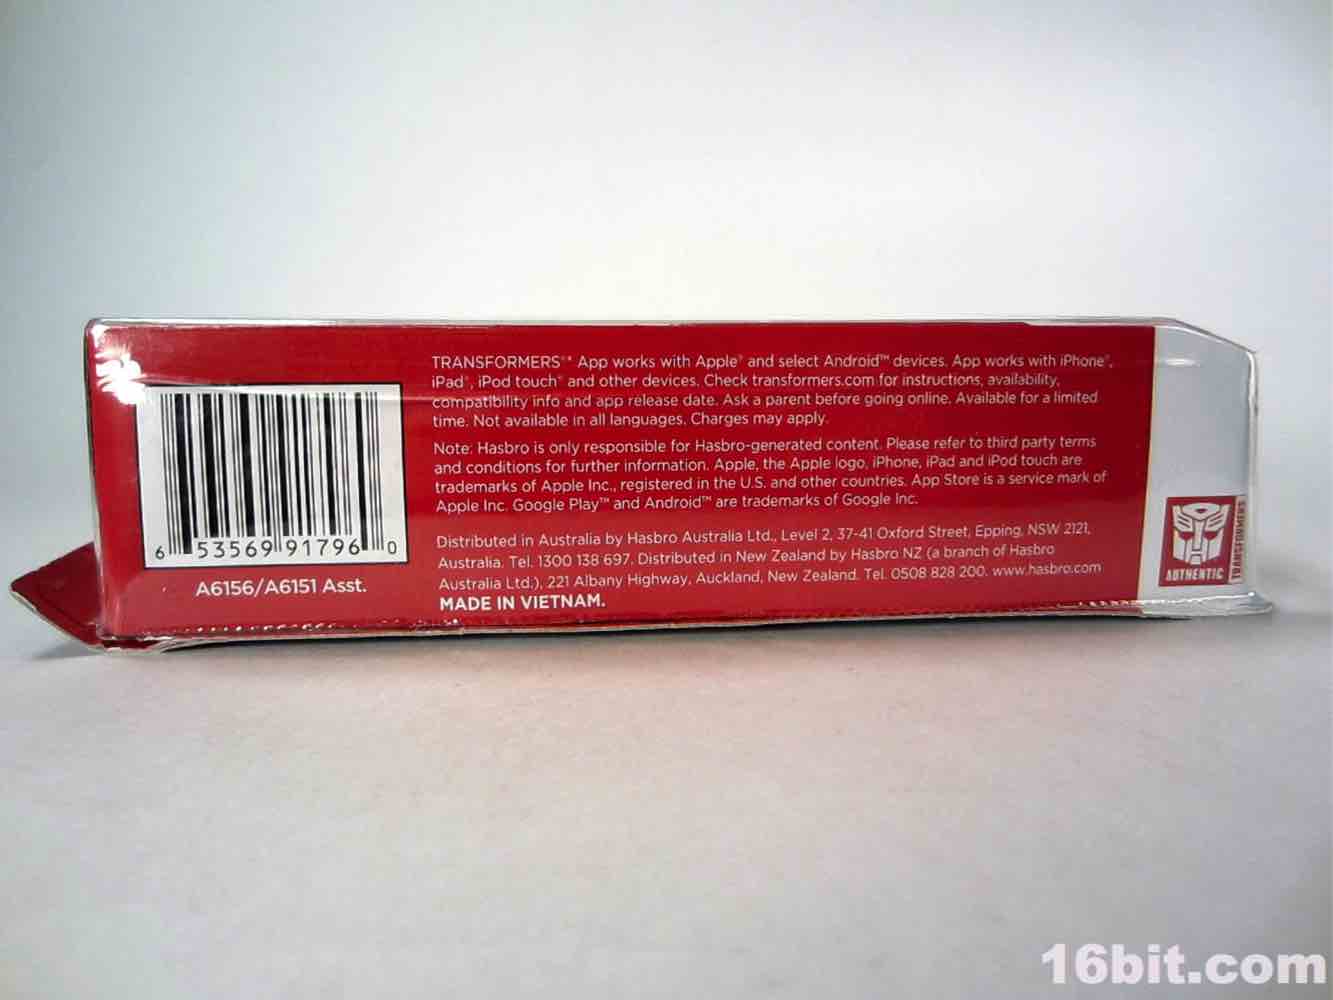 TRANSFORMERS App works with Apple® and select Android™ devices. App works with iPhone®,
iPad®, iPod touch® and other devices. Check transformers.com for instructions, availability,
compatibility info and app release date. Ask a parent before going online. Available for a limited
time. Not available in all languages. Charges may apply.
Note: Hasbro is only responsible for Hasbro-generated content. Please refer to third party terms
and conditions for further information. Apple, the Apple logo, iPhone, iPad and iPod touch are
trademarks of Apple Inc., registered in the U.S. and other countries. App Store is a service mark of
Apple Inc. Google Play™ and Android™ are trademarks of Google Inc.
Distributed in Australia by Hasbro Australia Ltd., Level 2, 37-41 Oxford Street, Epping, NSW 2121,
Australia. Tel. 1300 138 697. Distributed in New Zealand by Hasbro NZ (a branch of Hasbro
Australia Ltd.), 221 Albany Highway, Auckland, New Zealand. Tel. 0508 828 200. www.hasbro.com
MADE IN VIETNAM.
6 53569 91796 0
A6156/A6151 Asst.
AUTHENTIC
TRANSFORMERS
16bit.com